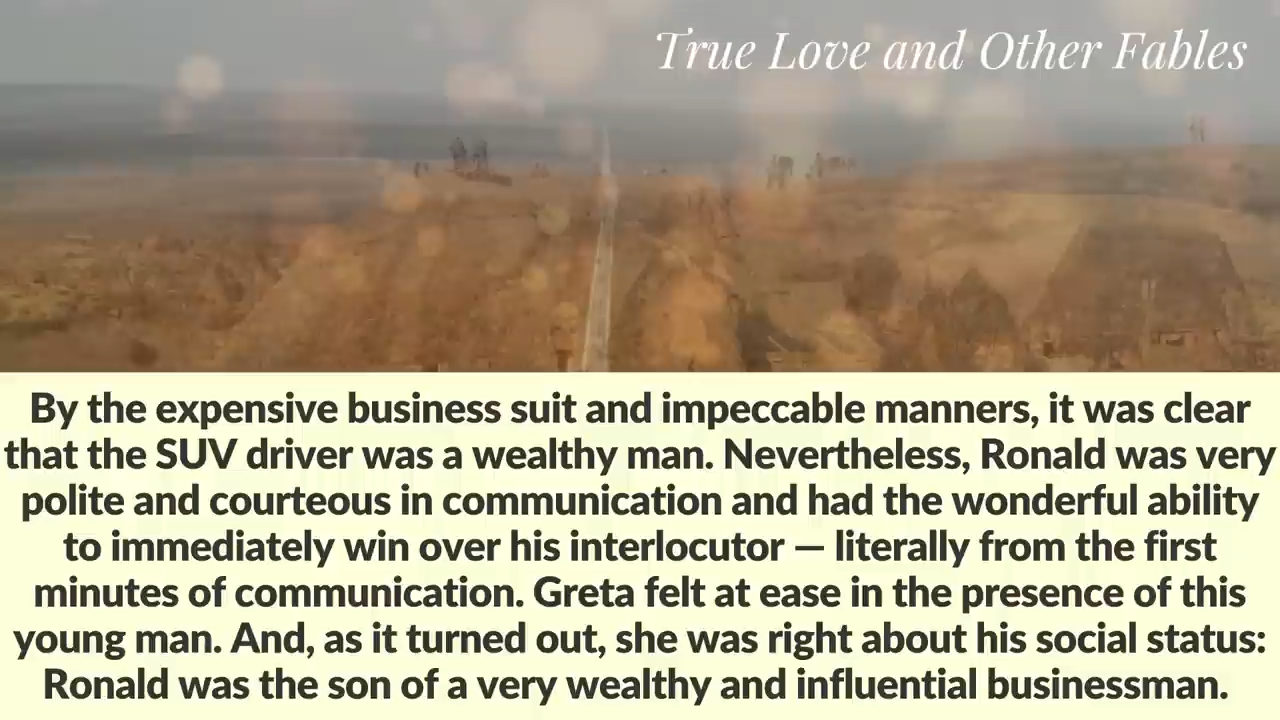 True Love and Other Fables
By the expensive business suit and impeccable manners, it was clear
that the SUV driver was a wealthy man. Nevertheless, Ronald was very
polite and courteous in communication and had the wonderful ability
to immediately win over his interlocutor — literally from the first
minutes of communication. Greta felt at ease in the presence of this
young man. And, as it turned out, she was right about his social status:
Ronald was the son of a very wealthy and influential businessman.